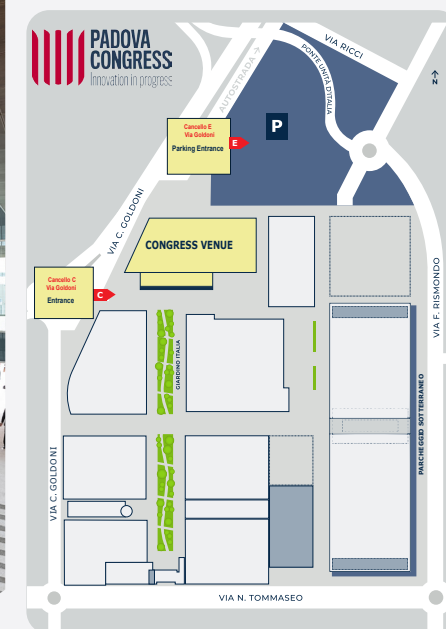 PADOVA
CONGRESS
Innovation in progress
VIA RICCI
PONTE UNITÀ D'ITALIA
AUTOSTRADA
N
P
Cancello E
Via Goldoni
Parking Entrance
E
VIA C. GOLDONI
CONGRESS VENUE
VIA F. RISMONDO
Cancello C
Via Goldoni
Entrance
C
GIARDINO ITALIA
PARCHEGGIO SOTTERRANEO
VIA C. GOLDONI
VIA N. TOMMASEO